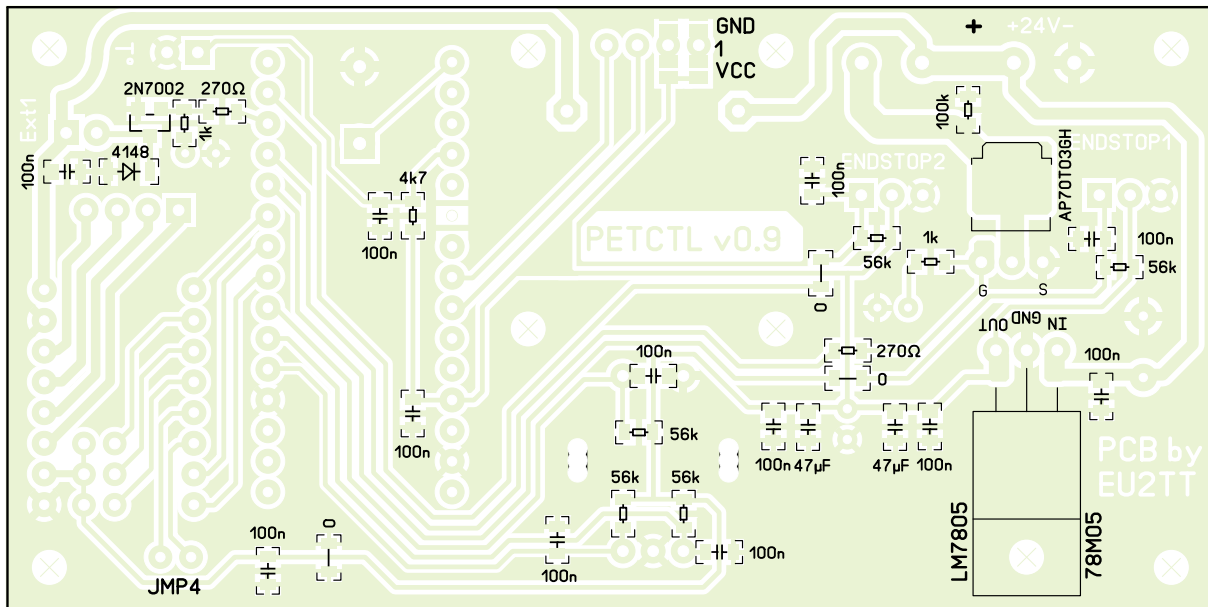 GND
1
VCC
+
+24V-
T°
Ext1
2N7002
270Ω
1k
4148
100n
4k7
100n
100k
ENDSTOP2
ENDSTOP1
100n
AP70T03GH
PETCTL v0.9
56k
1k
100n
56k
0
G
S
OUT
GND
IN
270Ω
0
100n
100n
100n
56k
100n
47µF
47µF
100n
PCB by
EU2TT
56k
56k
0
100n
100n
100n
JMP4
LM7805
78M05